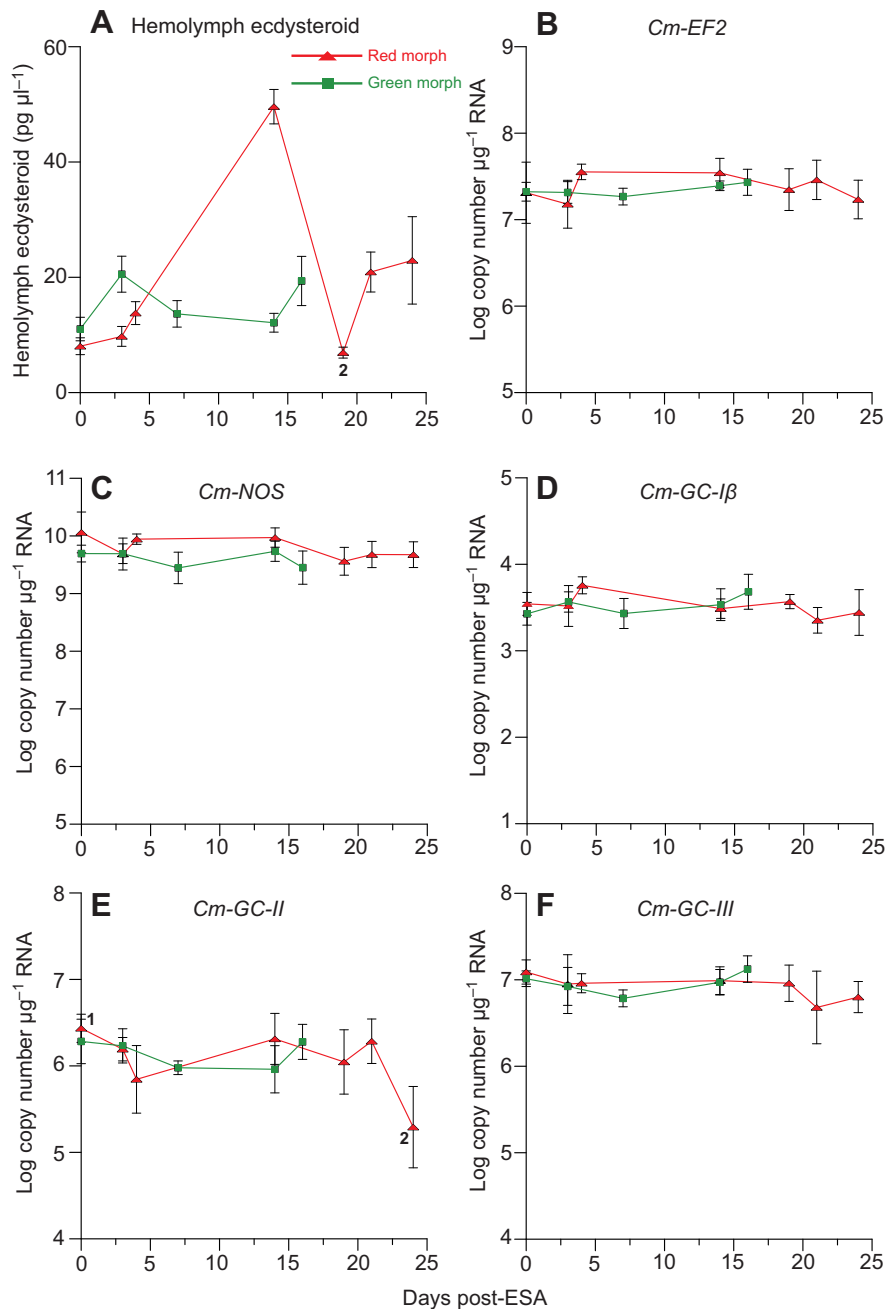 A Hemolymph ecdysteroid
Red morph
Green morph
Hemolymph ecdysteroid (pg µl⁻¹)
60
40
20
0
2
0 5 10 15 20 25
B Cm-EF2
Log copy number µg⁻¹ RNA
9
8
7
6
5
0 5 10 15 20 25
C Cm-NOS
Log copy number µg⁻¹ RNA
11
10
9
8
7
6
5
0 5 10 15 20 25
D Cm-GC-Iβ
Log copy number µg⁻¹ RNA
5
4
3
2
1
0 5 10 15 20 25
E Cm-GC-II
Log copy number µg⁻¹ RNA
8
7
6
5
4
1
2
0 5 10 15 20 25
F Cm-GC-III
Log copy number µg⁻¹ RNA
8
7
6
5
4
0 5 10 15 20 25
Days post-ESA